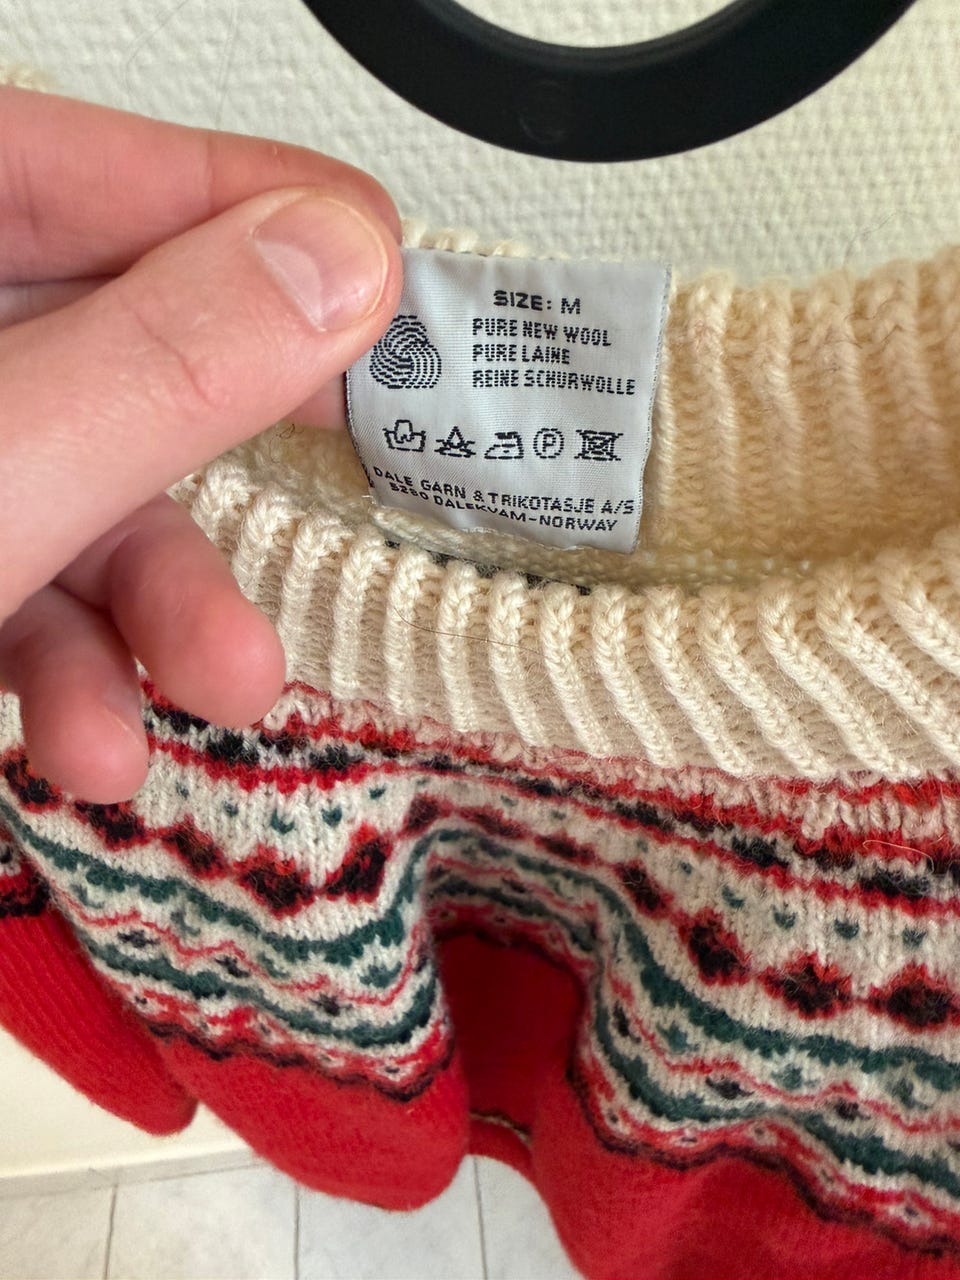 SIZE: M
PURE NEW WOOL
PURE LAINE
REINE SCHURWOLLE
P
DALE GARN & TRIKOTASJE A/S
5280 DALEKVAM-NORWAY